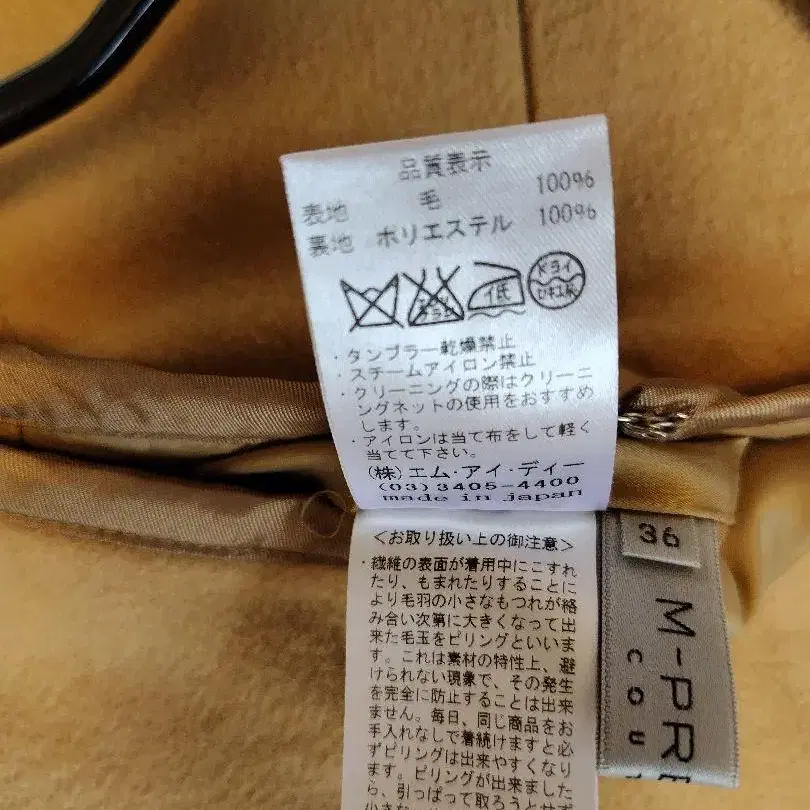 品質表示
表地 毛 100%
裏地 ポリエステル 100%
低
ドライ
セキユ系
・タンブラー乾燥禁止
・スチームアイロン禁止
・クリーニングの際はクリーニ
ングネットの使用をおすすめ
します。
・アイロンは当て布をして軽く
当てて下さい。
(株)エム・アイ・ディー
(03)3405-4400
made in japan
<お取り扱い上の御注意>
・繊維の表面が着用中にこすれ
たり、もまれたりすることに
より毛羽の小さなもつれが絡
み合い次第に大きくなって出
来た毛玉をピリングといいま
す。これは素材の特性上、避
けられない現象で、その発生
を完全に防止することは出来
ません。毎日、同じ商品をお
手入れなしで着続けますと必
ずピリングは出来やすくなり
ます。ピリングが出来ました
ら、引っぱって取ろうとせず
36
M-PRE
COU